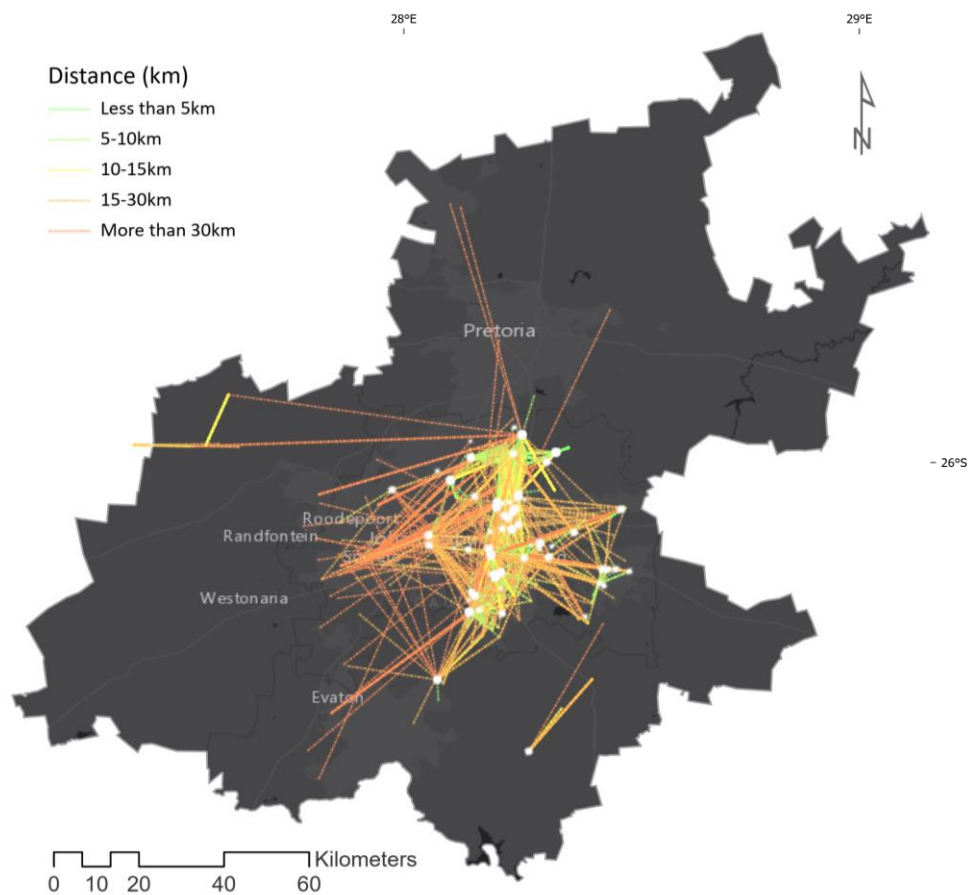 28°E
29°E
Distance (km)
Less than 5km
5-10km
10-15km
15-30km
More than 30km
N
Pretoria
26°S
Roodepoort
Randfontein
Westonaria
Evaton
Kilometers
0 10 20 40 60